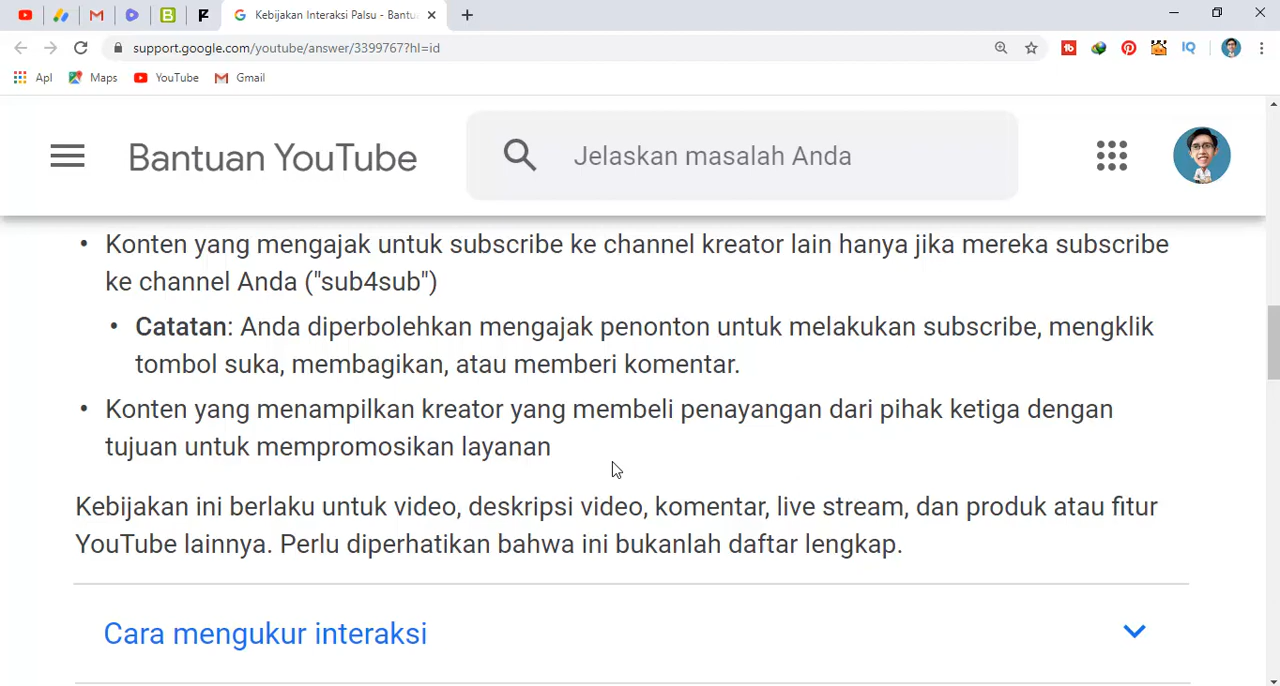 Kebijakan Interaksi Palsu - Bantu
support.google.com/youtube/answer/3399767?hl=id
Apl Maps YouTube Gmail
Bantuan YouTube
Jelaskan masalah Anda
• Konten yang mengajak untuk subscribe ke channel kreator lain hanya jika mereka subscribe
ke channel Anda ("sub4sub")
• Catatan: Anda diperbolehkan mengajak penonton untuk melakukan subscribe, mengklik
tombol suka, membagikan, atau memberi komentar.
• Konten yang menampilkan kreator yang membeli penayangan dari pihak ketiga dengan
tujuan untuk mempromosikan layanan
Kebijakan ini berlaku untuk video, deskripsi video, komentar, live stream, dan produk atau fitur
YouTube lainnya. Perlu diperhatikan bahwa ini bukanlah daftar lengkap.
Cara mengukur interaksi